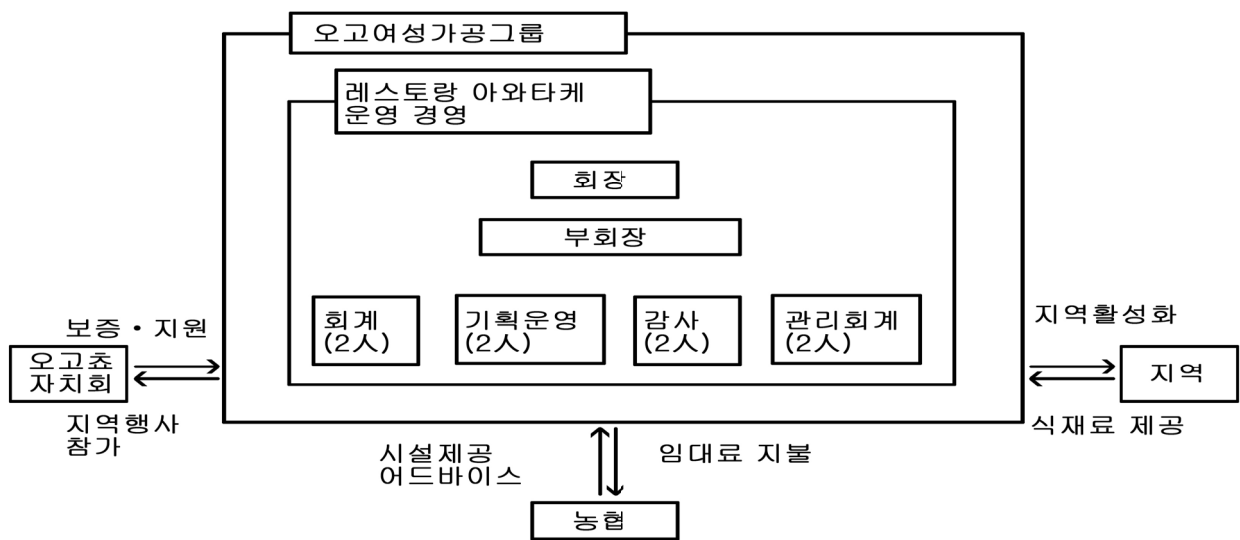 오고여성가공그룹
레스토랑 아와타케
운영 경영
회장
부회장
회계
(2人)
기획운영
(2人)
감사
(2人)
관리회계
(2人)
보증·지원
오고쵸
자치회
지역행사
참가
지역활성화
지역
식재료 제공
시설제공
어드바이스
임대료 지불
농협